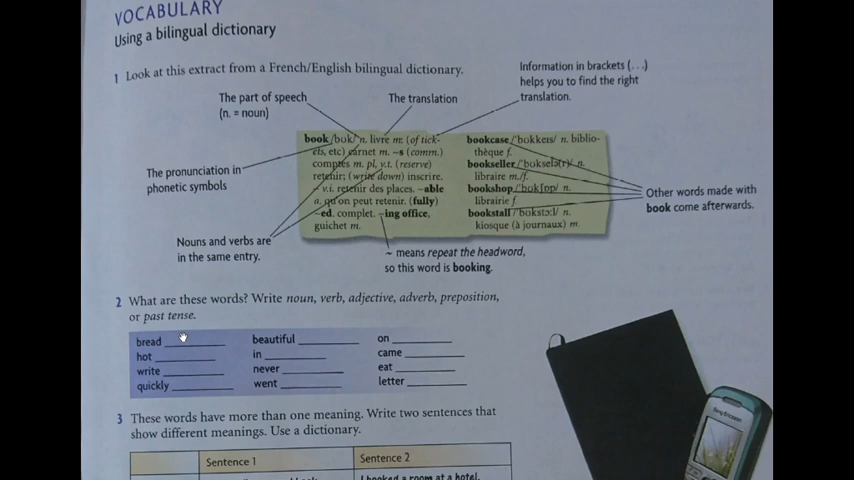 VOCABULARY
Using a bilingual dictionary
1 Look at this extract from a French/English bilingual dictionary.
Information in brackets (...)
helps you to find the right
translation.
The part of speech
(n. = noun)
The translation
The pronunciation in
phonetic symbols
Nouns and verbs are
in the same entry.
book /bʊk/ n. livre m; (of tick-
ets, etc) carnet m. ~s (comm.)
comptes m. pl. v.t. (reserve)
retenir; (write down) inscrire.
~ v.i. retenir des places. ~able
a. qu'on peut retenir. (fully)
~ed. complet. ~ing office,
guichet m.
bookcase /'bʊkkeɪs/ n. biblio-
thèque f.
bookseller /'bʊkselə(r)/ n.
libraire m./f.
bookshop /'bʊkʃɒp/ n.
librairie f.
bookstall /'bʊkstɔ:l/ n.
kiosque (à journaux) m.
Other words made with
book come afterwards.
~ means repeat the headword,
so this word is booking.
2 What are these words? Write noun, verb, adjective, adverb, preposition,
or past tense.
bread beautiful on
hot in came
write never eat
quickly went letter
3 These words have more than one meaning. Write two sentences that
show different meanings. Use a dictionary.
Sentence 1 Sentence 2
I booked a room at a hotel.
Sony Ericsson